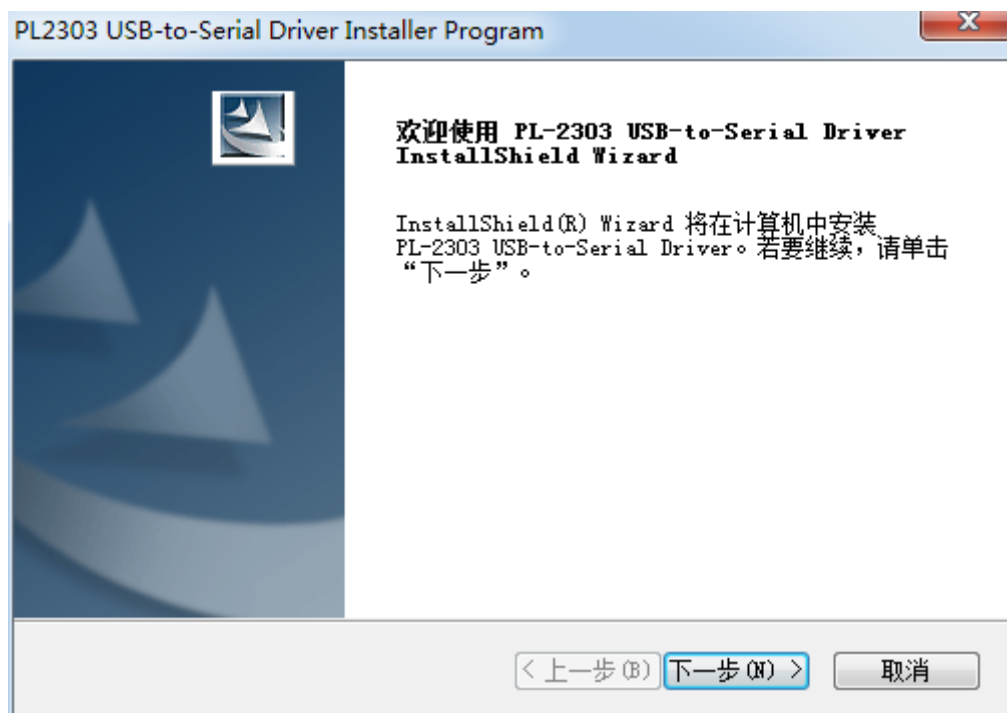 PL2303 USB-to-Serial Driver Installer Program
欢迎使用 PL-2303 USB-to-Serial Driver
InstallShield Wizard
InstallShield(R) Wizard 将在计算机中安装
PL-2303 USB-to-Serial Driver。若要继续，请单击
“下一步”。
< 上一步(B) 下一步(N) > 取消